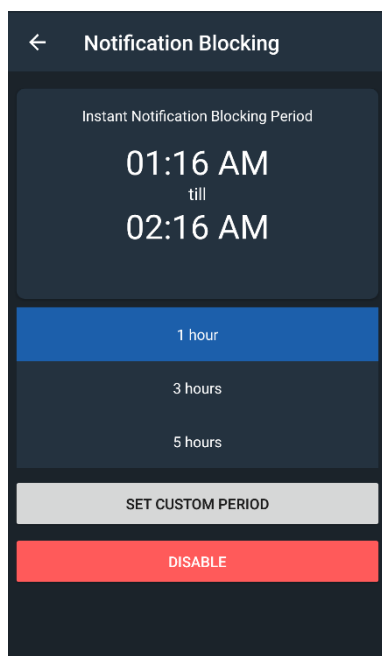 Notification Blocking
Instant Notification Blocking Period
01:16 AM
till
02:16 AM
1 hour
3 hours
5 hours
SET CUSTOM PERIOD
DISABLE